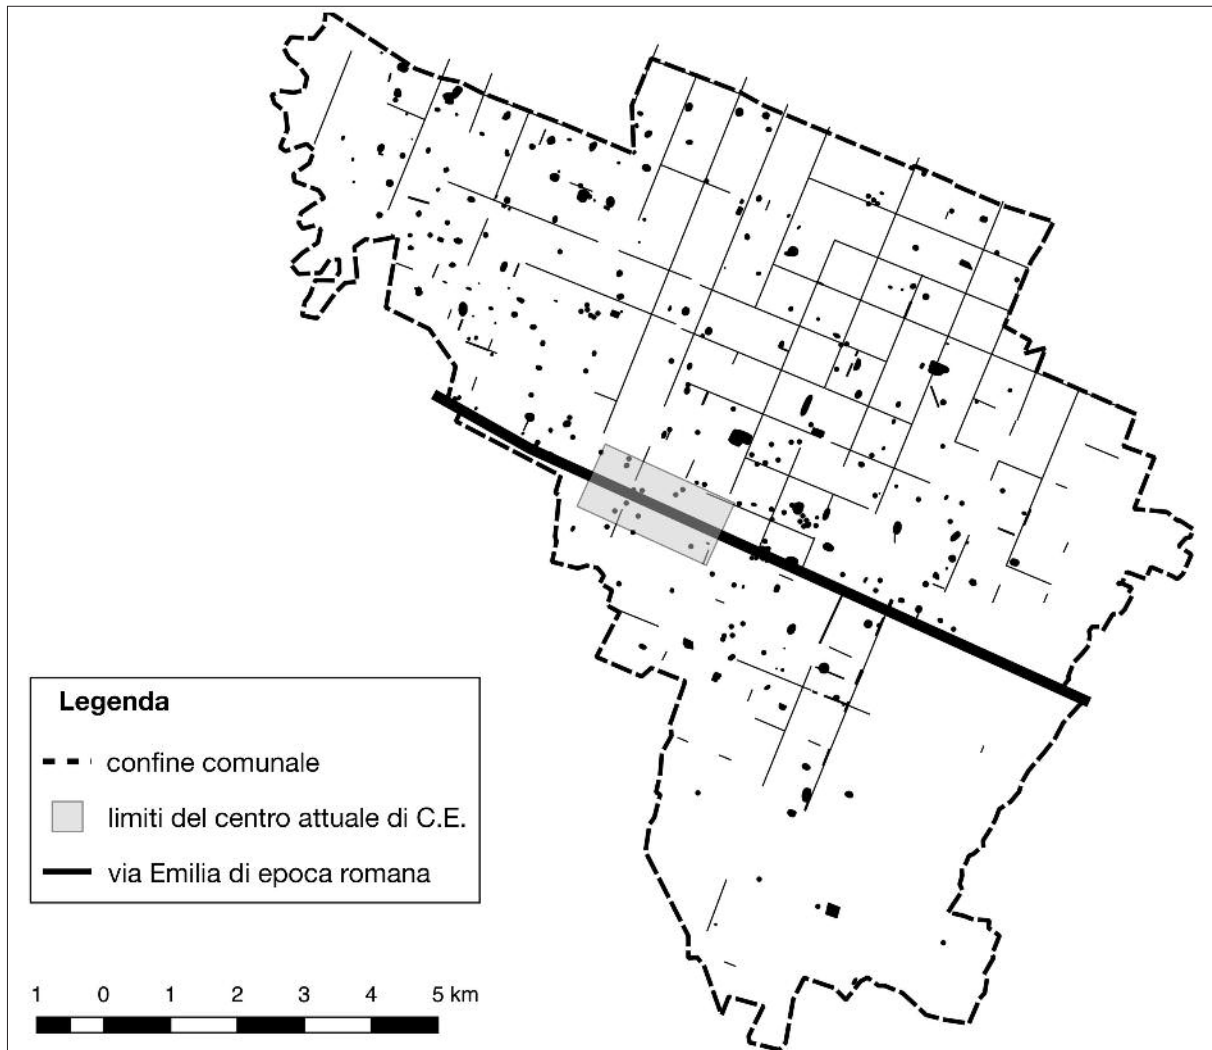 Legenda
confine comunale
limiti del centro attuale di C.E.
via Emilia di epoca romana
1 0 1 2 3 4 5 km